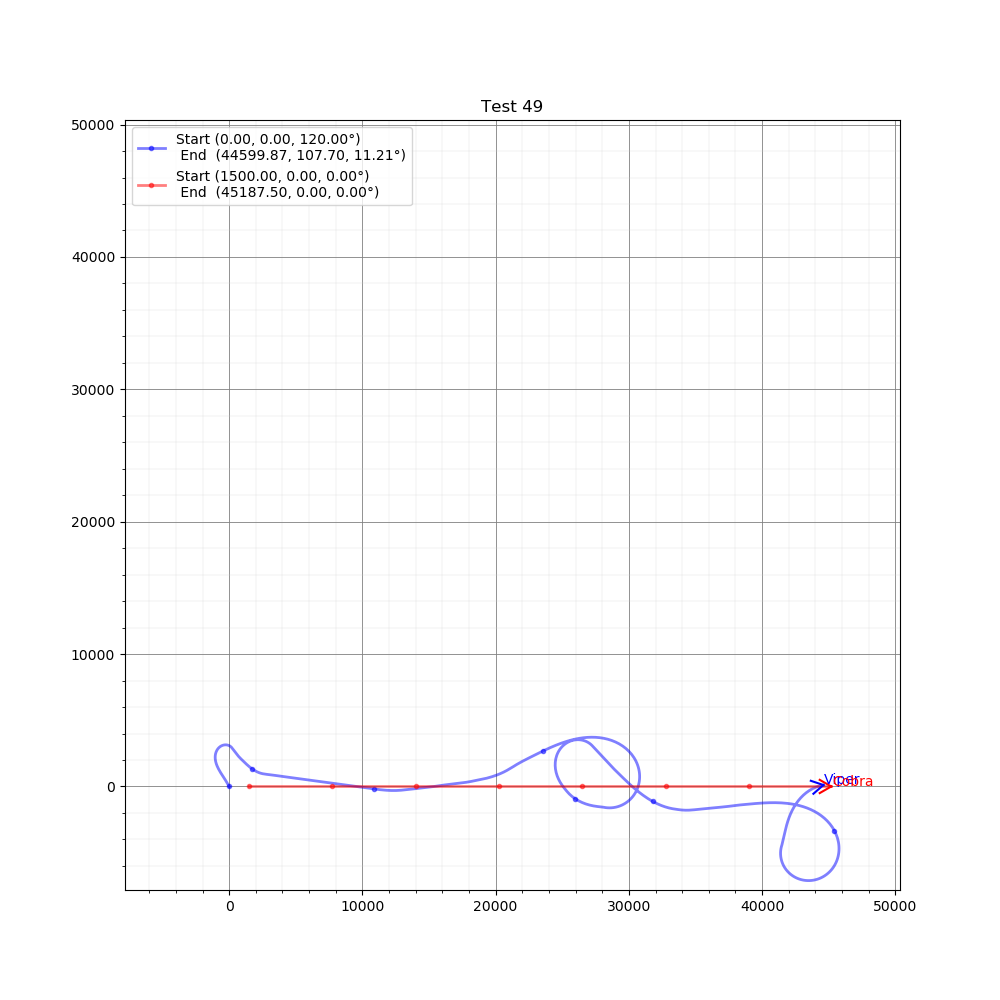 Test 49
Start (0.00, 0.00, 120.00°)
End (44599.87, 107.70, 11.21°)
Start (1500.00, 0.00, 0.00°)
End (45187.50, 0.00, 0.00°)
50000
40000
30000
20000
10000
0
Viper
Cobra
0
10000
20000
30000
40000
50000